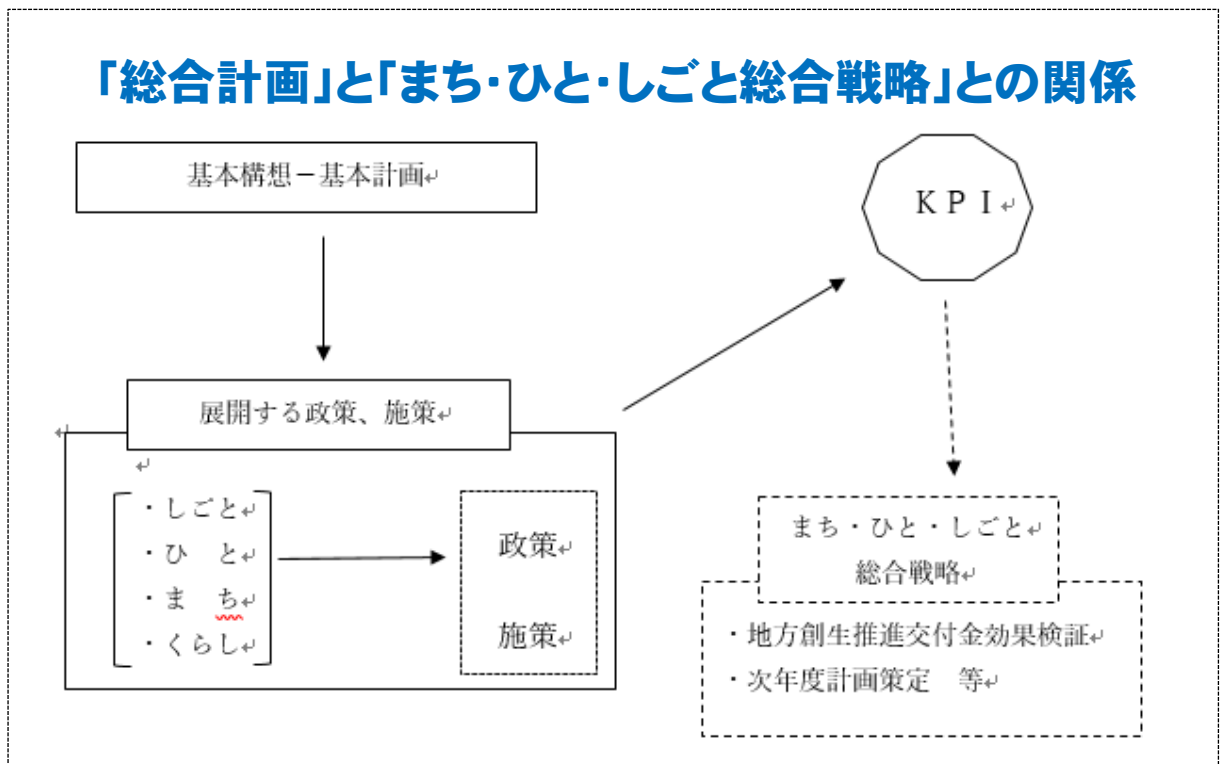 「総合計画」と「まち・ひと・しごと総合戦略」との関係
基本構想－基本計画
ＫＰＩ
展開する政策、施策
・しごと
・ひ　と
・ま　ち
・くらし
政策
施策
まち・ひと・しごと
総合戦略
・地方創生推進交付金効果検証
・次年度計画策定　等